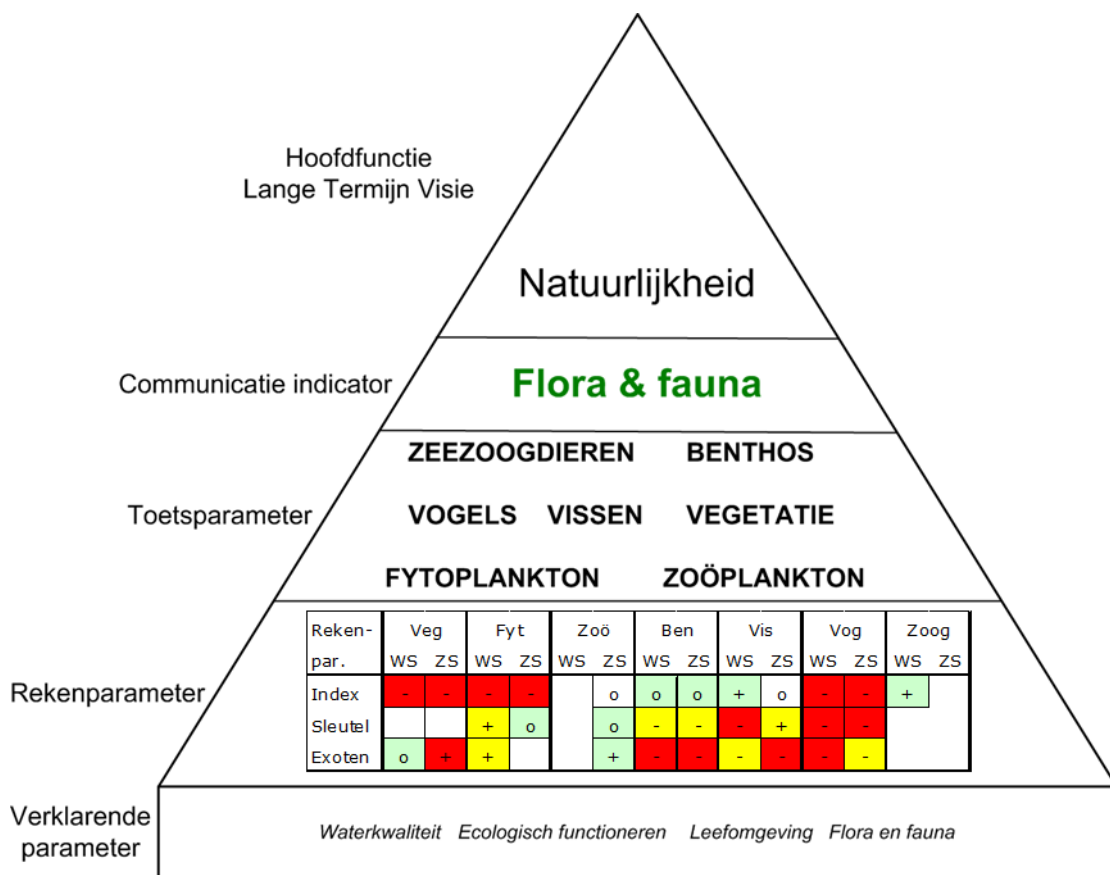 Hoofdfunctie
Lange Termijn Visie
Natuurlijkheid
Communicatie indicator
Flora & fauna
Toetsparameter
ZEEZOOGDIEREN BENTHOS
VOGELS VISSEN VEGETATIE
FYTOPLANKTON ZOÖPLANKTON
Rekenparameter
Reken- Veg Fyt Zoö Ben Vis Vog Zoog
par. WS ZS WS ZS WS ZS WS ZS WS ZS WS ZS WS ZS
Index - - - - o o o + o - - +
Sleutel + o o - - - + - -
Exoten o + + + - - - - - -
Verklarende
parameter
Waterkwaliteit Ecologisch functioneren Leefomgeving Flora en fauna